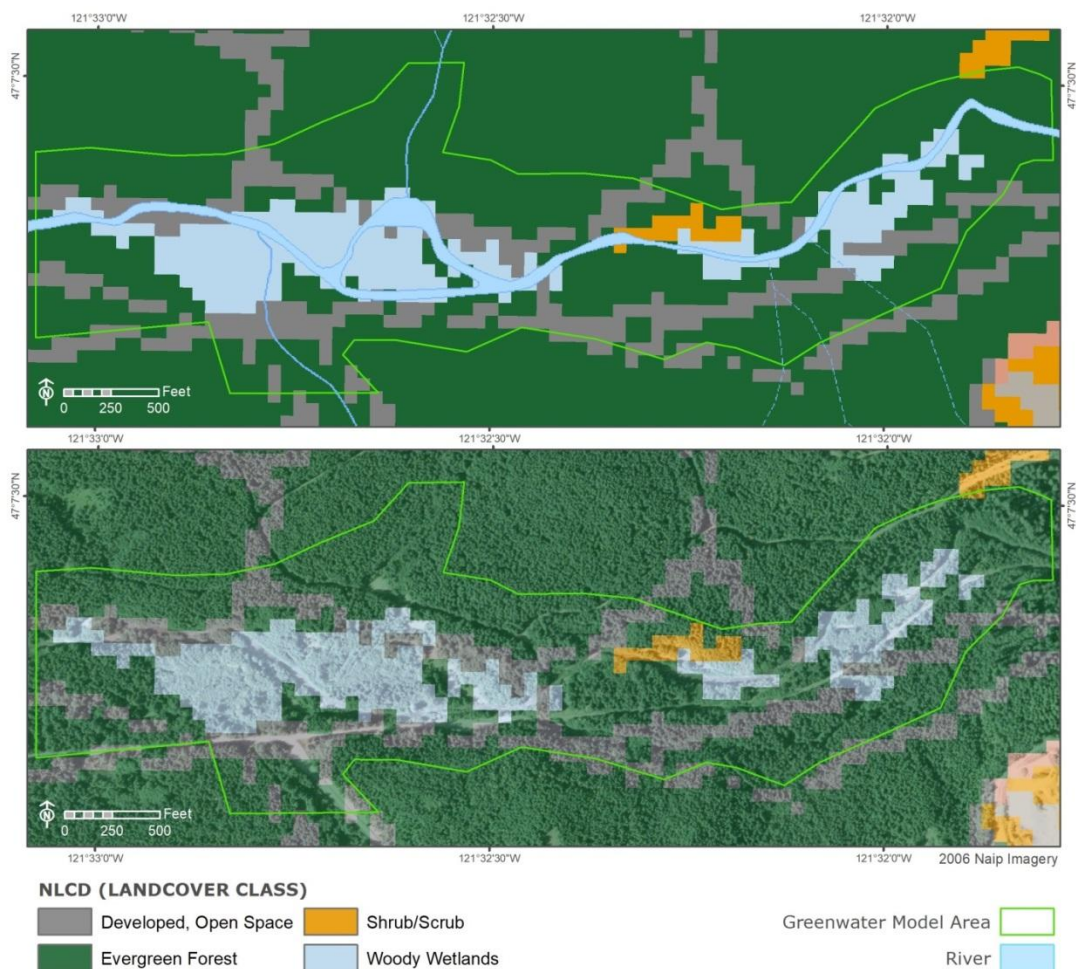 121°33'0"W 121°32'30"W 121°32'0"W
47°7'30"N 47°7'30"N
N Feet
0 250 500
121°33'0"W 121°32'30"W 121°32'0"W
47°7'30"N 47°7'30"N
N Feet
0 250 500
121°33'0"W 121°32'30"W 121°32'0"W
2006 Naip Imagery
NLCD (LANDCOVER CLASS)
Developed, Open Space Shrub/Scrub Greenwater Model Area
Evergreen Forest Woody Wetlands River